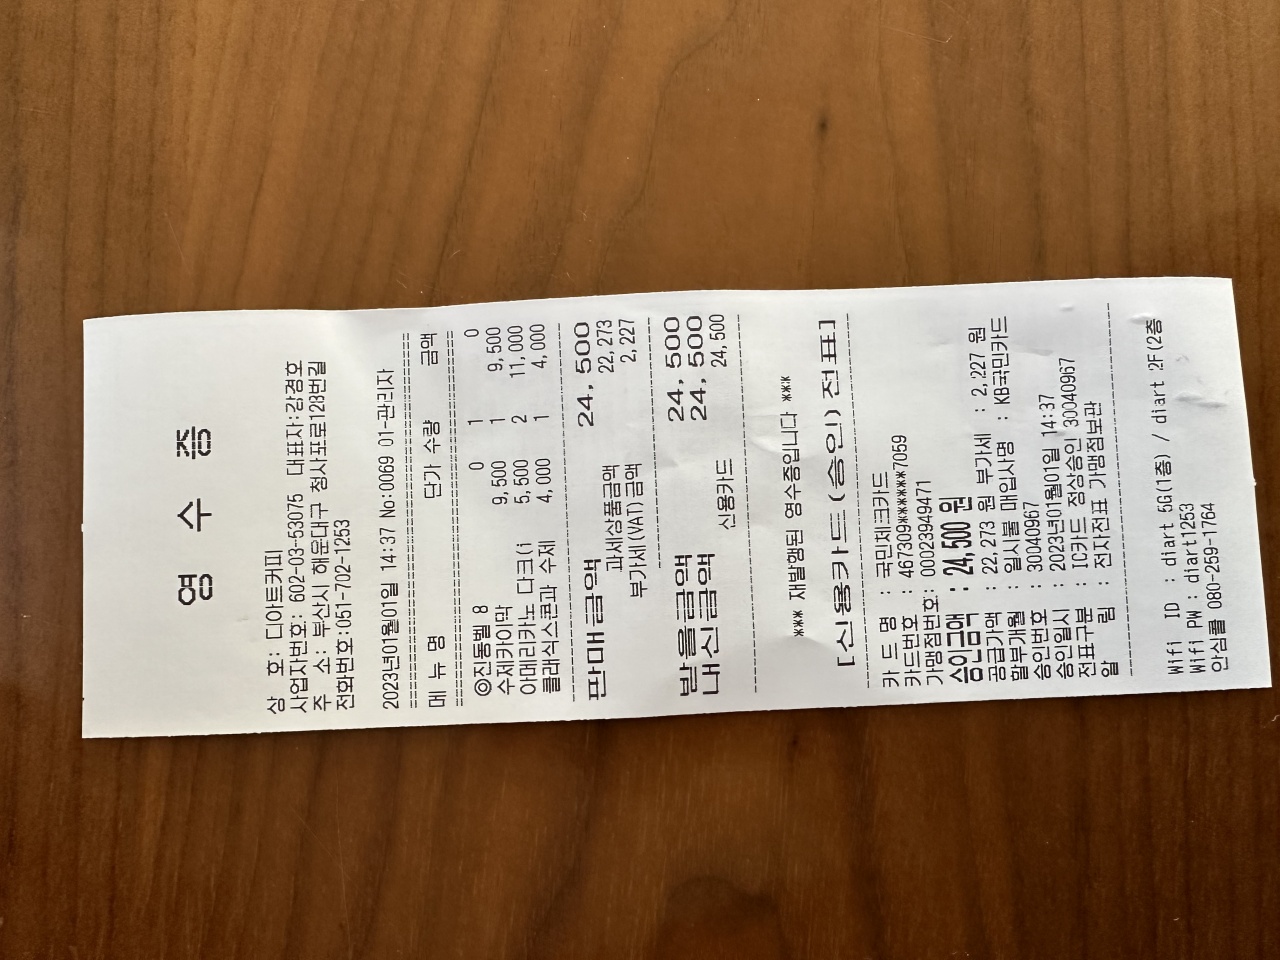 영 수 증
상 호: 디아트커피
사업자번호: 602-03-53075 대표자:강경호
주 소: 부산시 해운대구 청사포로128번길
전화번호:051-702-1253
2023년01월01일 14:37 No:0069 01-관리자
========================================
메 뉴 명 단가 수량 금액
========================================
◎진동벨 8 0 1 0
수제카이막 9,500 1 9,500
아메리카노 다크(i 5,500 2 11,000
클래식스콘과 수제 4,000 1 4,000
----------------------------------------
판매금액 24,500
과세상품금액 22,273
부가세(VAT)금액 2,227
----------------------------------------
받을금액 24,500
내신금액 24,500
신용카드 24,500
----------------------------------------
*** 재발행된 영수증입니다 ***
[신용카드(승인) 전표]
----------------------------------------
카 드 명 : 국민체크카드
카드번호 : 467309******7059
가맹점번호: 00023949471
승인금액 : 24,500 원
공급가액 : 22,273 원 부가세 : 2,227 원
할부개월 : 일시불 매입사명 : KB국민카드
승인번호 : 30040967
승인일시 : 2023년01월01일 14:37
전표구분 : IC카드 정상승인 30040967
알 림 : 전자전표 가맹점보관
----------------------------------------
Wifi ID : diart 5G(1층) / diart 2F(2층
Wifi PW : diart1253
안심콜 080-259-1764